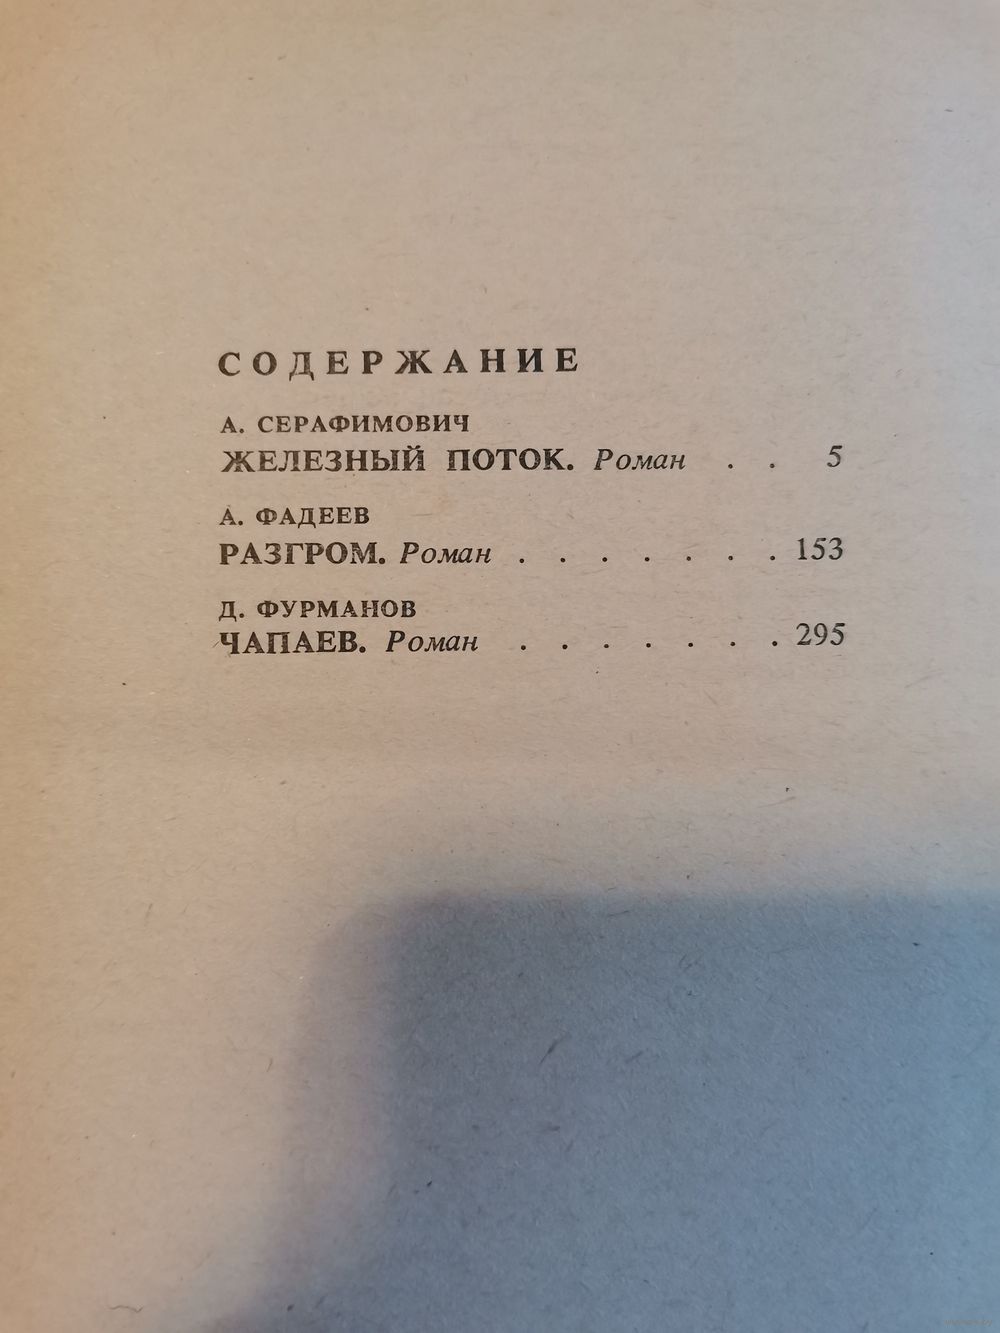 СОДЕРЖАНИЕ
А. СЕРАФИМОВИЧ
ЖЕЛЕЗНЫЙ ПОТОК. Роман . . 5
А. ФАДЕЕВ
РАЗГРОМ. Роман . . . . . . . 153
Д. ФУРМАНОВ
ЧАПАЕВ. Роман . . . . . . . 295